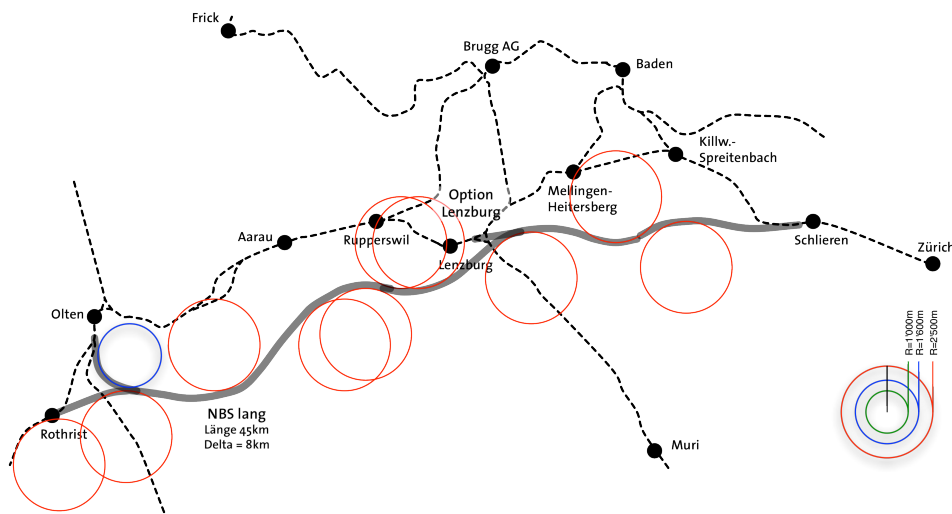 Frick
Brugg AG
Baden
Killw.-
Spreitenbach
Mellingen-
Heitersberg
Option
Lenzburg
Rupperswil
Aarau
Lenzburg
Schlieren
Zürich
Olten
Rothrist
NBS lang
Länge 45km
Delta = 8km
Muri
R=1'000m
R=1'600m
R=2'500m